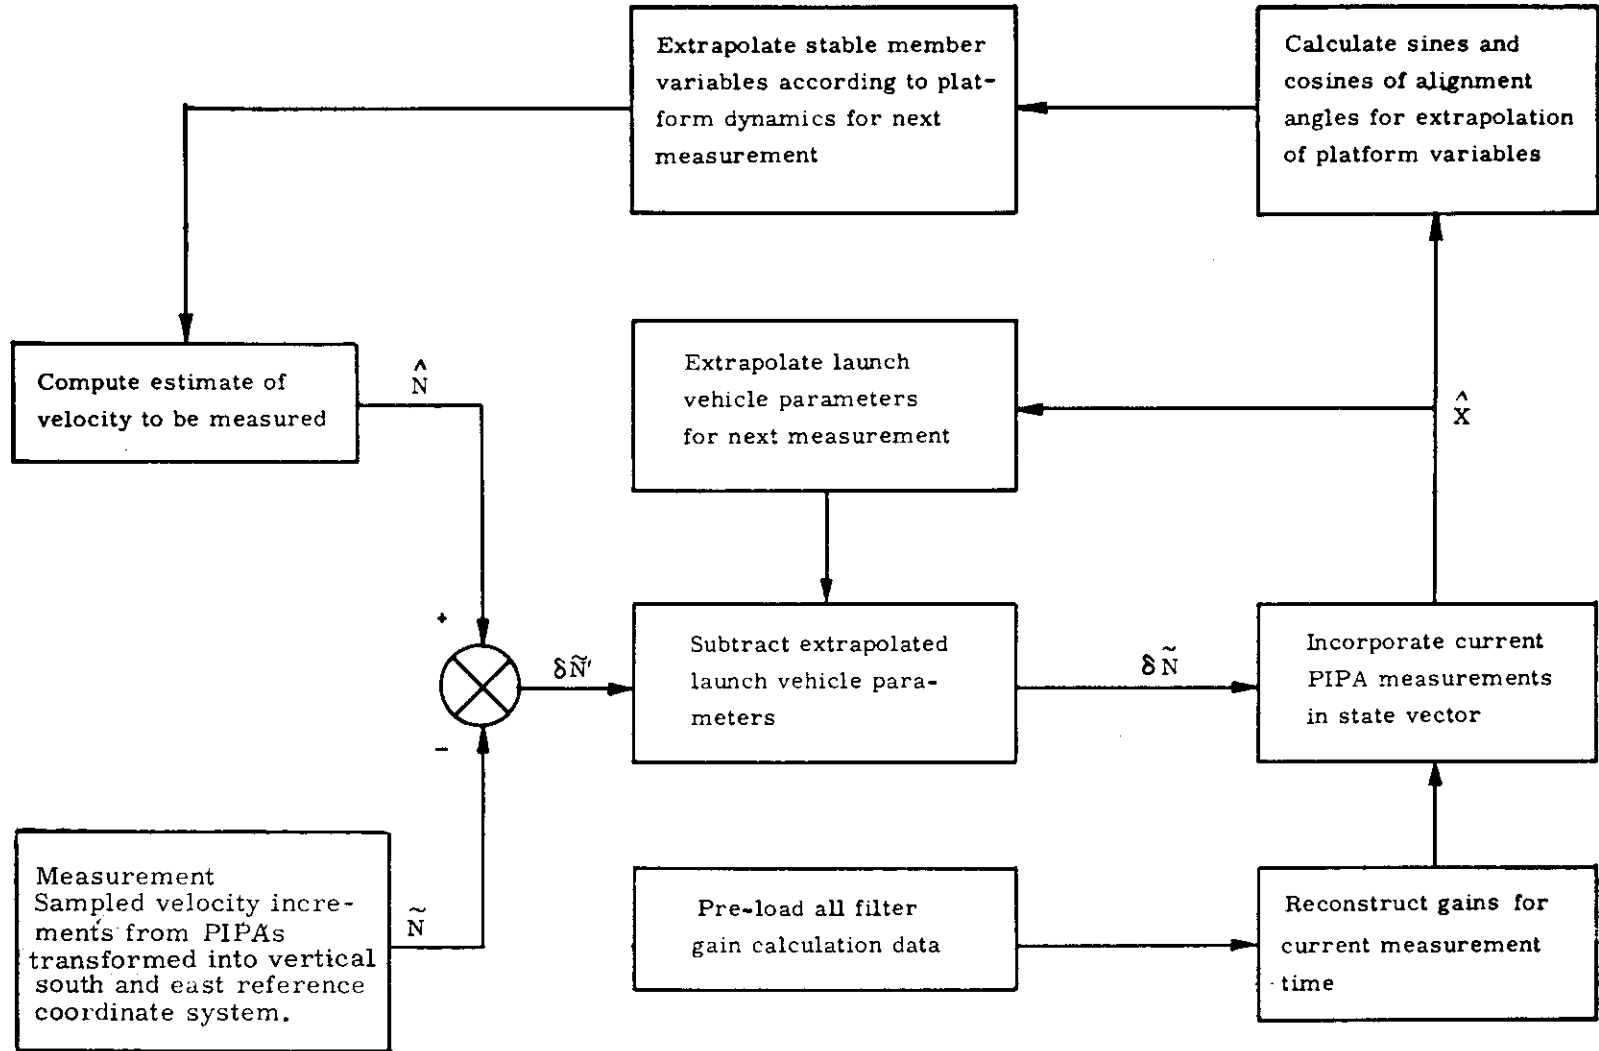 Extrapolate stable member
variables according to plat-
form dynamics for next
measurement
Calculate sines and
cosines of alignment
angles for extrapolation
of platform variables
Compute estimate of
velocity to be measured
^
N
Extrapolate launch
vehicle parameters
for next measurement
^
X
+
−
δÑ'
Subtract extrapolated
launch vehicle para-
meters
δÑ
Incorporate current
PIPA measurements
in state vector
Measurement
Sampled velocity incre-
ments from PIPA's
transformed into vertical
south and east reference
coordinate system.
Ñ
Pre-load all filter
gain calculation data
Reconstruct gains for
current measurement
time